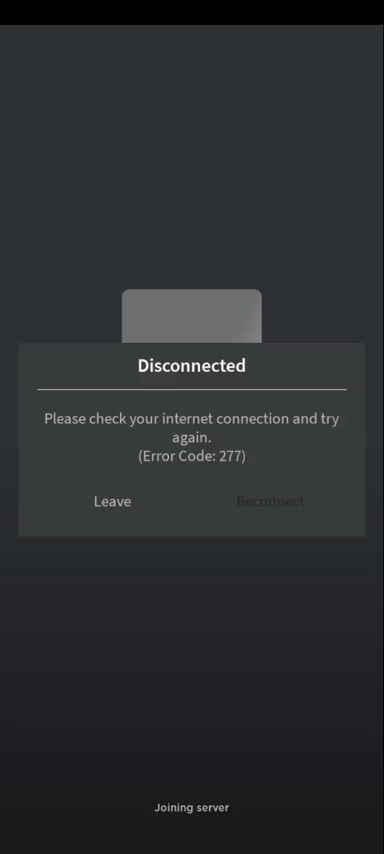 Disconnected
Please check your internet connection and try
again.
(Error Code: 277)
Leave
Reconnect
Joining server